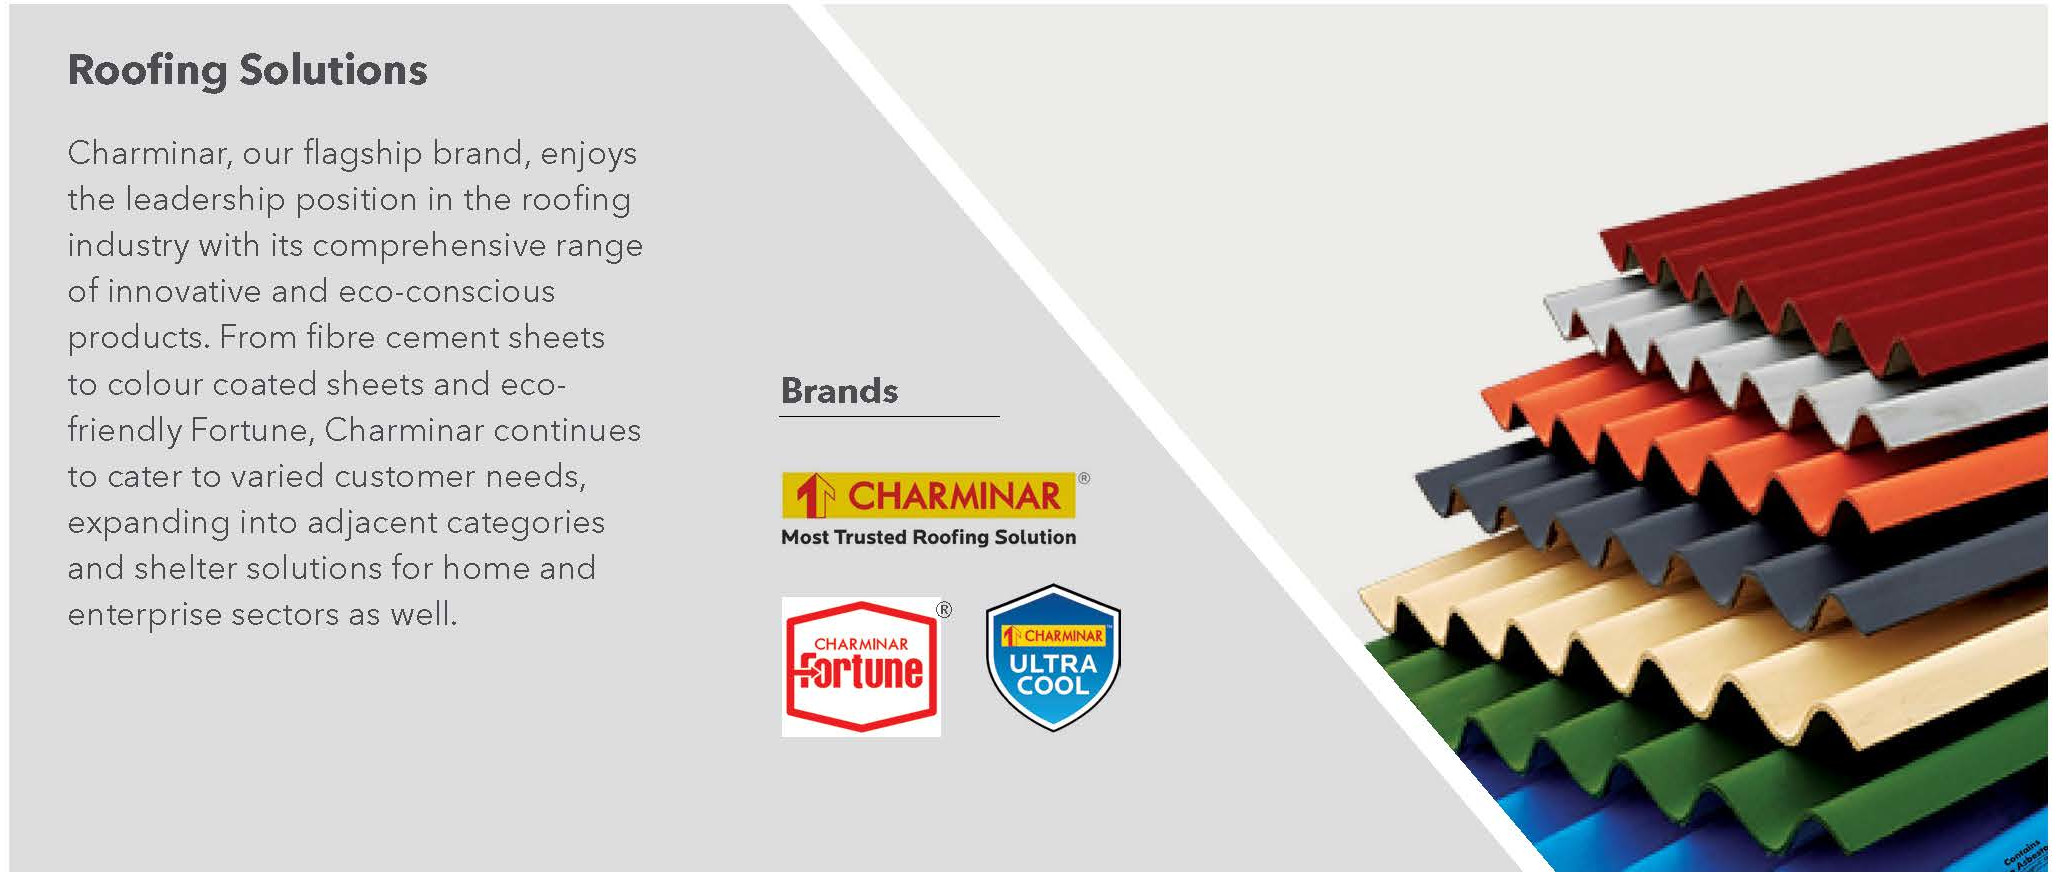 Roofing Solutions
Charminar, our flagship brand, enjoys
the leadership position in the roofing
industry with its comprehensive range
of innovative and eco-conscious
products. From fibre cement sheets
to colour coated sheets and eco-
friendly Fortune, Charminar continues
to cater to varied customer needs,
expanding into adjacent categories
and shelter solutions for home and
enterprise sectors as well.
Brands
CHARMINAR ®
Most Trusted Roofing Solution
CHARMINAR
Fortune ®
CHARMINAR ™
ULTRA
COOL
Contains